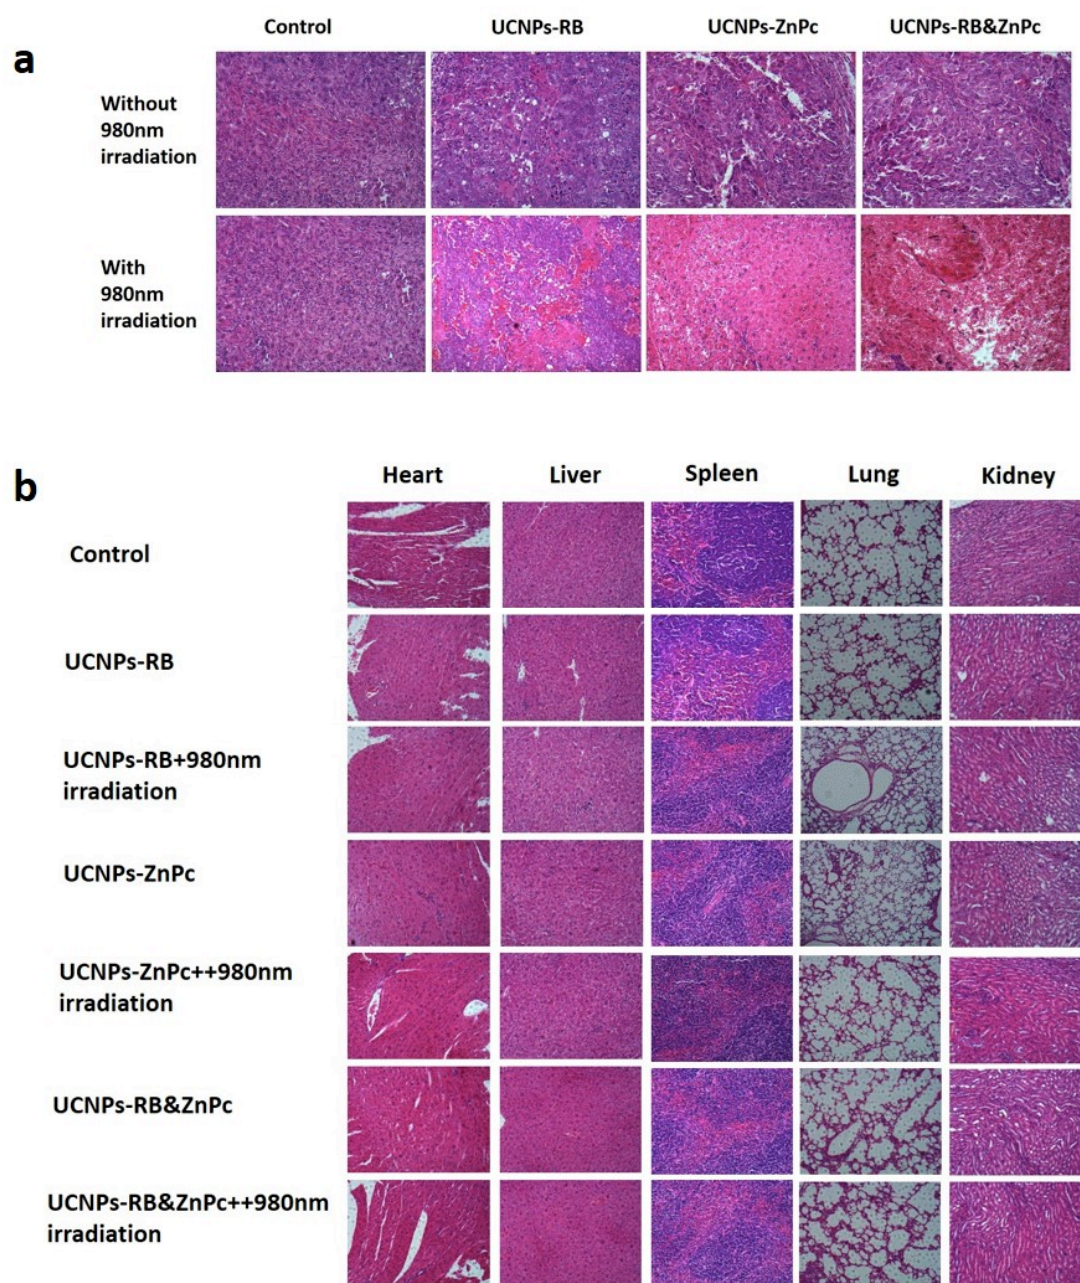 a
Control UCNPs-RB UCNPs-ZnPc UCNPs-RB&ZnPc
Without
980nm
irradiation
With
980nm
irradiation
b
Heart Liver Spleen Lung Kidney
Control
UCNPs-RB
UCNPs-RB+980nm
irradiation
UCNPs-ZnPc
UCNPs-ZnPc++980nm
irradiation
UCNPs-RB&ZnPc
UCNPs-RB&ZnPc++980nm
irradiation